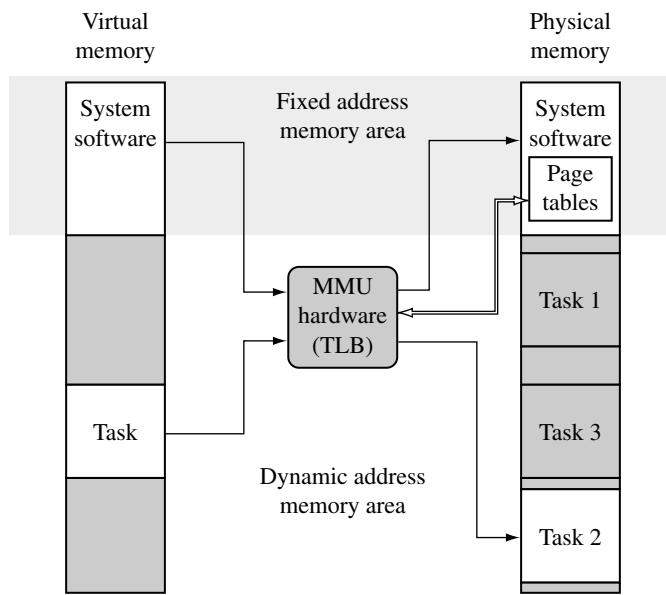 Virtual
memory
Physical
memory
System
software
Fixed address
memory area
System
software
Page
tables
MMU
hardware
(TLB)
Task 1
Task
Task 3
Dynamic address
memory area
Task 2